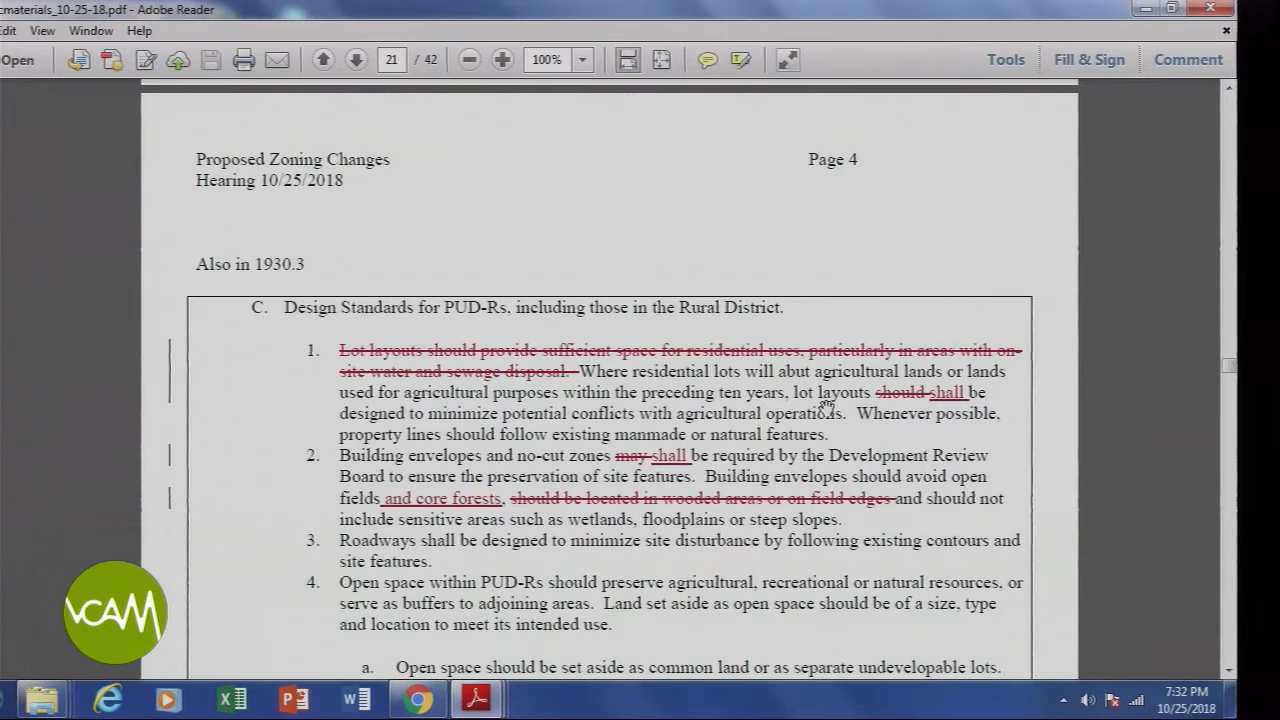 cmaterials_10-25-18.pdf - Adobe Reader
Edit View Window Help
Open 21 / 42 100% Tools Fill & Sign Comment
Proposed Zoning Changes Page 4
Hearing 10/25/2018
Also in 1930.3
C. Design Standards for PUD-Rs, including those in the Rural District.
1. Lot layouts should provide sufficient space for residential uses, particularly in areas with on-
site water and sewage disposal. Where residential lots will abut agricultural lands or lands
used for agricultural purposes within the preceding ten years, lot layouts should shall be
designed to minimize potential conflicts with agricultural operations. Whenever possible,
property lines should follow existing manmade or natural features.
2. Building envelopes and no-cut zones may shall be required by the Development Review
Board to ensure the preservation of site features. Building envelopes should avoid open
fields and core forests, should be located in wooded areas or on field edges and should not
include sensitive areas such as wetlands, floodplains or steep slopes.
3. Roadways shall be designed to minimize site disturbance by following existing contours and
site features.
4. Open space within PUD-Rs should preserve agricultural, recreational or natural resources, or
serve as buffers to adjoining areas. Land set aside as open space should be of a size, type
and location to meet its intended use.
a. Open space should be set aside as common land or as separate undevelopable lots.
VCAM
7:32 PM
10/25/2018